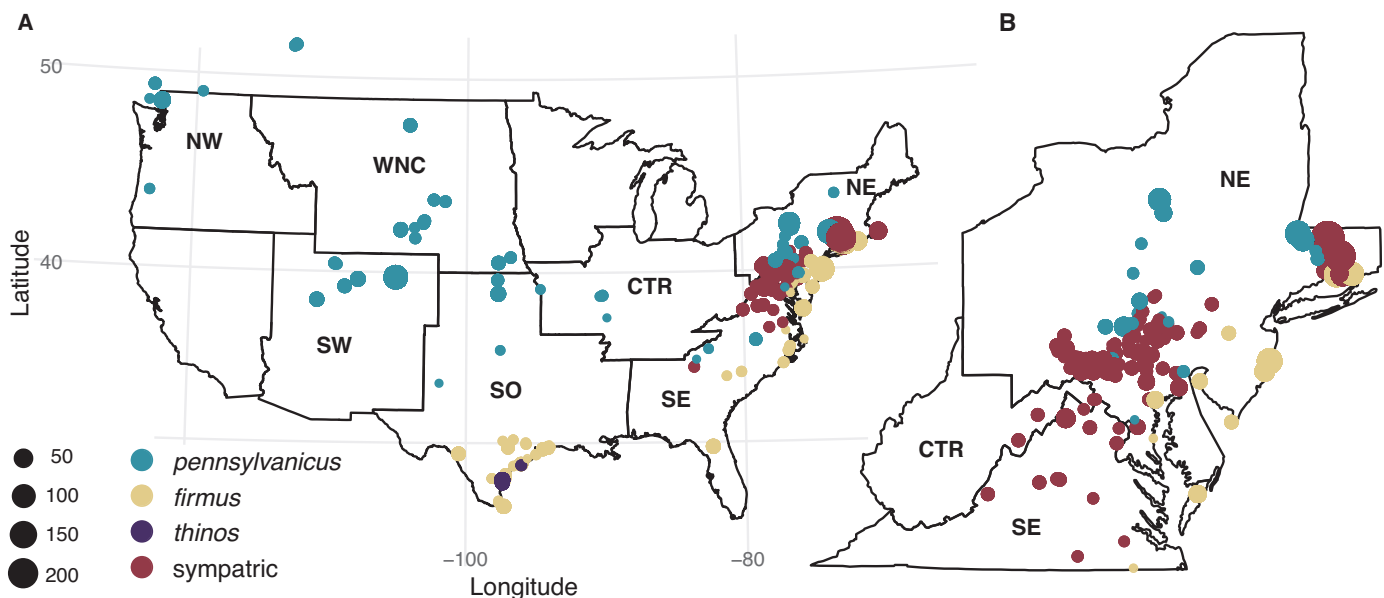 A
B
50
40
Latitude
NW
WNC
NE
CTR
SW
SO
SE
−100
−80
Longitude
50
100
150
200
pennsylvanicus
firmus
thinos
sympatric
NE
CTR
SE